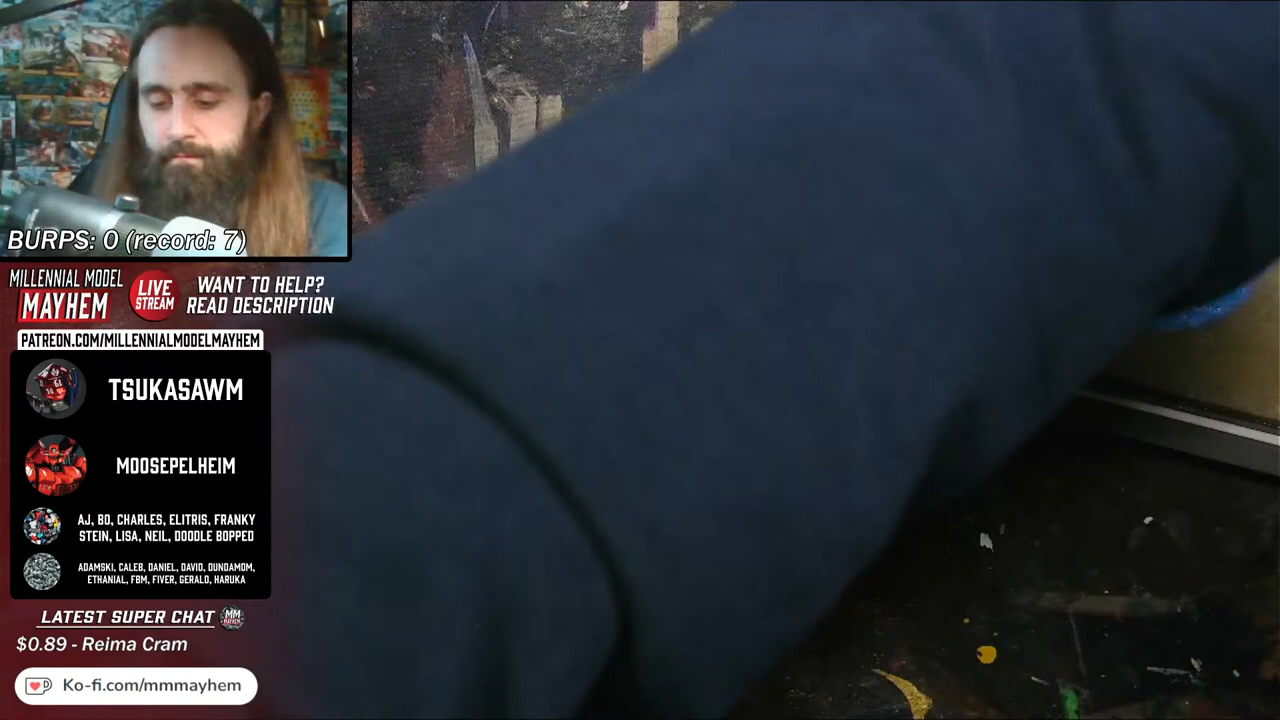 BURPS: 0 (record: 7)
MILLENNIAL MODEL
MAYHEM
LIVE
STREAM
WANT TO HELP?
READ DESCRIPTION
PATREON.COM/MILLENNIALMODELMAYHEM
TSUKASAWM
MOOSEPELHEIM
AJ, BO, CHARLES, ELITRIS, FRANKY
STEIN, LISA, NEIL, DOODLE BOPPED
ADAMSKI, CALEB, DANIEL, DAVID, DUNDAMOM,
ETHANIAL, FBM, FIVER, GERALD, HARUKA
LATEST SUPER CHAT
MM
MAYHEM
$0.89 - Reima Cram
Ko-fi.com/mmmayhem